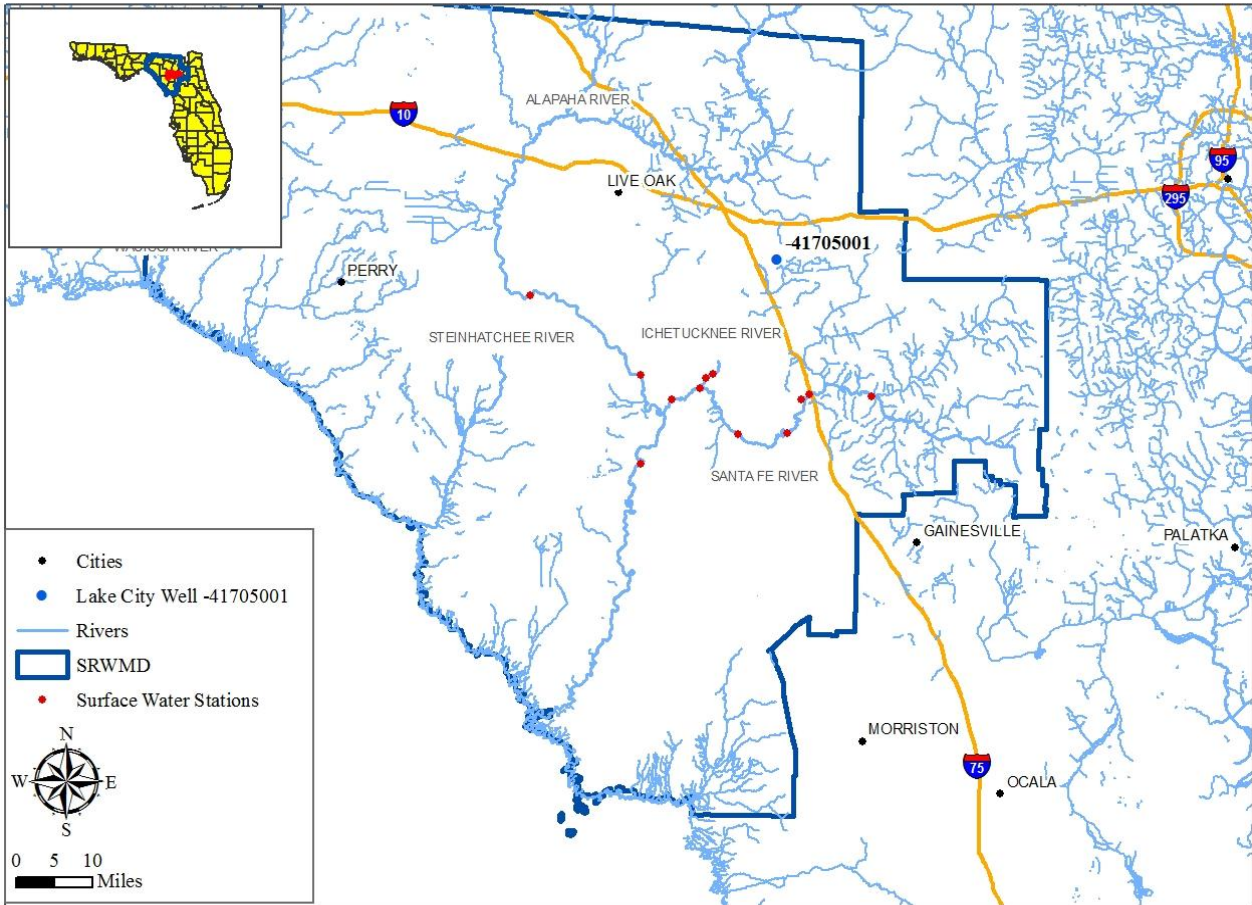 ALAPAHA RIVER
10
LIVE OAK
95
295
-41705001
PERRY
STEINHATCHEE RIVER
ICHETUCKNEE RIVER
SANTA FE RIVER
GAINESVILLE
PALATKA
MORRISTON
75
OCALA
Cities
Lake City Well -41705001
Rivers
SRWMD
Surface Water Stations
N
W
E
S
0 5 10
Miles